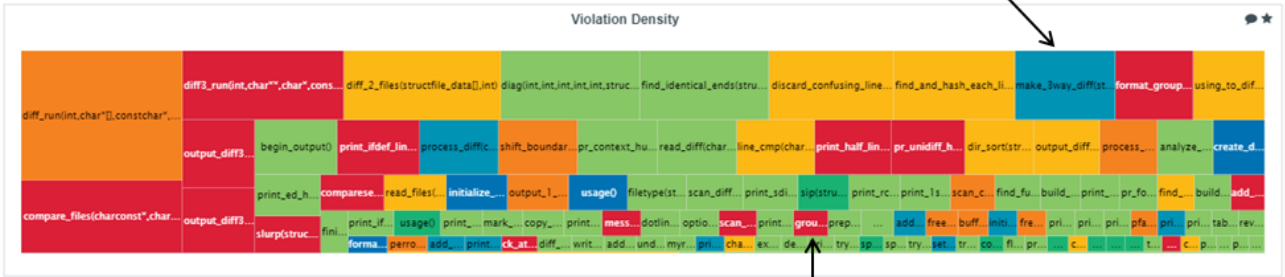 Violation Density
diff_run(int,char*[],constchar*,...
diff3_run(int,char**,char*,cons...
diff_2_files(structfile_data[],int)
diag(int,int,int,int,int,struc...
find_identical_ends(stru...
discard_confusing_line...
find_and_hash_each_li...
make_3way_diff(st...
format_group...
using_to_dif...
output_diff3...
begin_output()
print_ifdef_lin...
process_diff(c...
shift_boundar...
pr_context_hu...
read_diff(char...
line_cmp(char...
print_half_lin...
pr_unidiff_h...
dir_sort(str...
output_diff...
process_...
analyze_...
create_d...
compare_files(charconst*,char...
output_diff3...
print_ed_h...
comparese...
read_files(...
initialize_...
output_1_...
usage()
filetype(st...
scan_diff...
print_sdi...
sip(stru...
print_rc...
print_1s...
scan_c...
find_fu...
build_...
print_...
pr_fo...
find_...
build...
add_...
slurp(struc...
fini...
print_if...
usage()
print_...
mark_...
copy_...
print...
mess...
dotlin...
optio...
scan_...
print...
grou...
prep...
...
add...
free...
buff...
initi...
fre...
pri...
pri...
pri...
pfa...
pri...
pri...
tab...
rev...
forma...
perro...
add_...
print...
ck_at...
diff_...
writ...
add...
und...
myr...
pri...
cha...
ex...
de...
try...
sp...
sp...
try...
set...
tr...
co...
fl...
pr...
...
c...
...
...
...
t...
...
c...
p...
p...